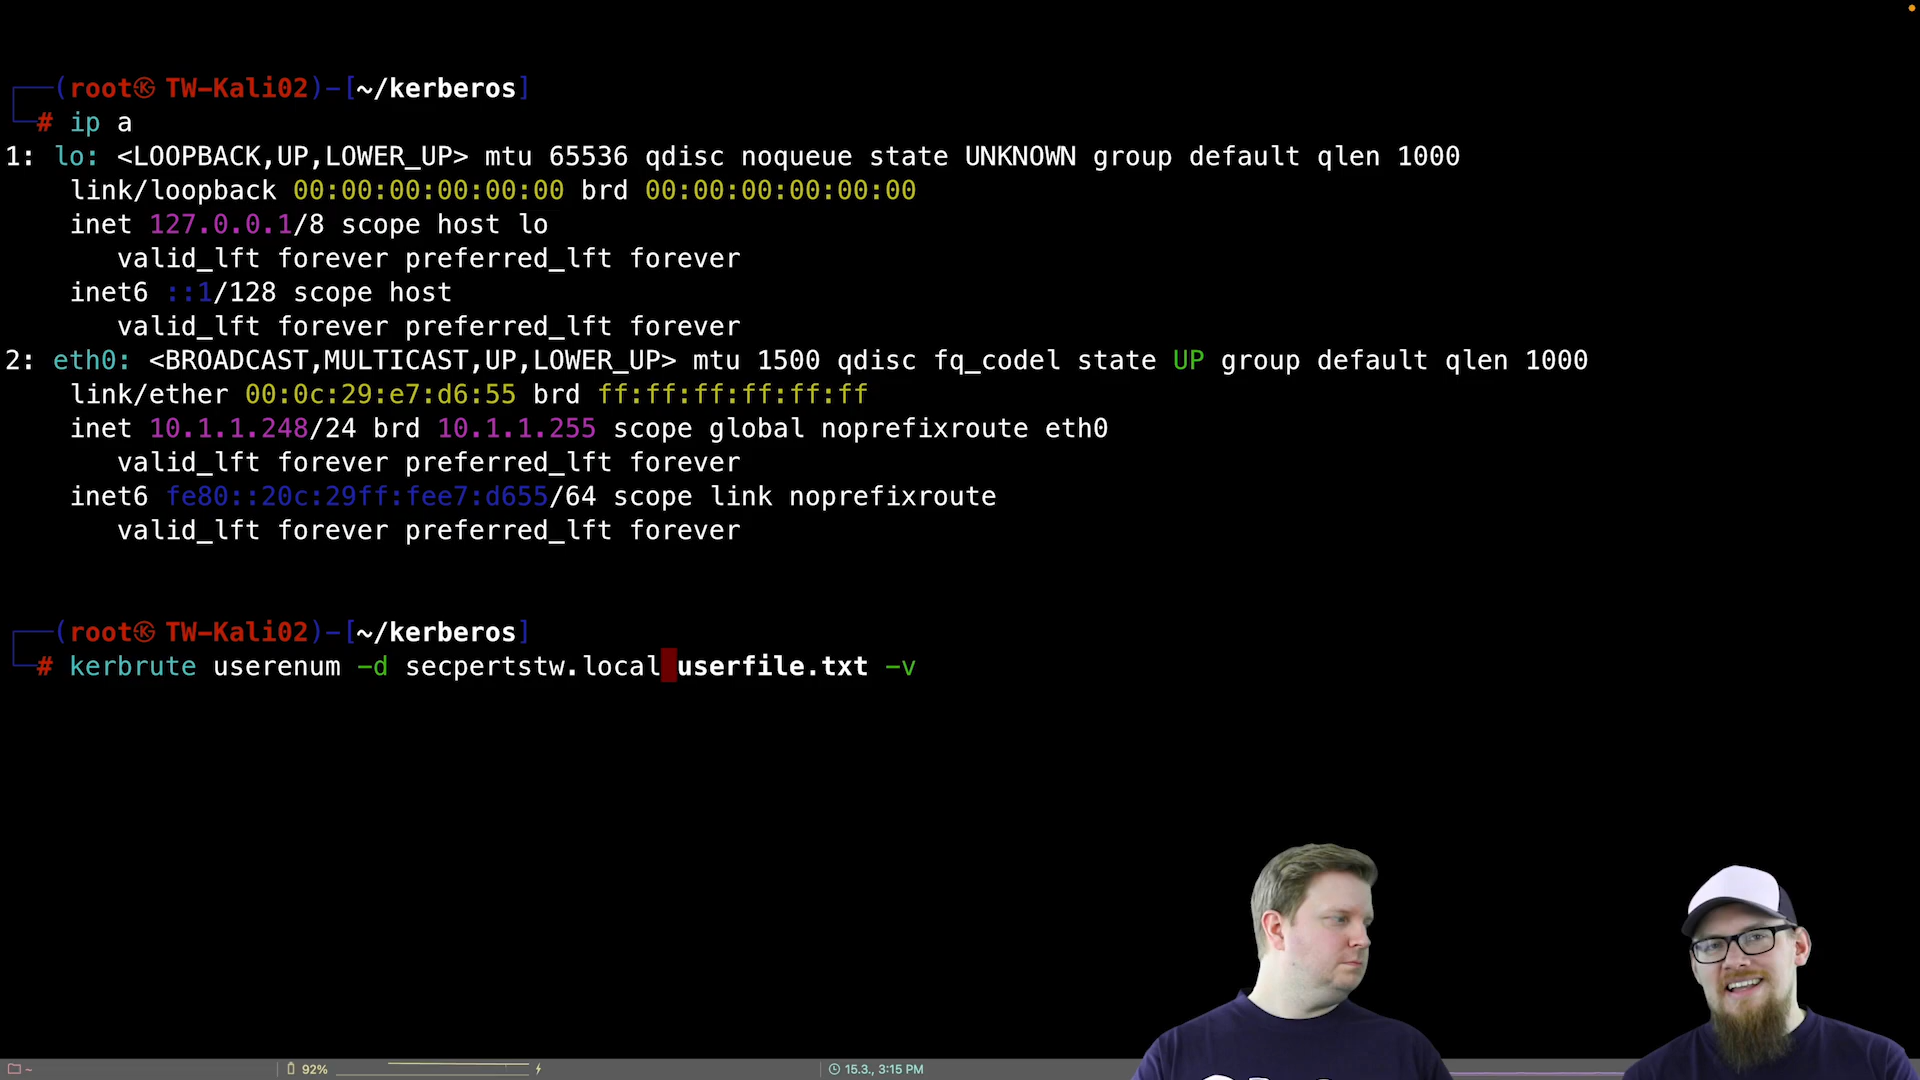 (root㉿ TW-Kali02)-[~/kerberos]
# ip a
1: lo: <LOOPBACK,UP,LOWER_UP> mtu 65536 qdisc noqueue state UNKNOWN group default qlen 1000
link/loopback 00:00:00:00:00:00 brd 00:00:00:00:00:00
inet 127.0.0.1/8 scope host lo
valid_lft forever preferred_lft forever
inet6 ::1/128 scope host
valid_lft forever preferred_lft forever
2: eth0: <BROADCAST,MULTICAST,UP,LOWER_UP> mtu 1500 qdisc fq_codel state UP group default qlen 1000
link/ether 00:0c:29:e7:d6:55 brd ff:ff:ff:ff:ff:ff
inet 10.1.1.248/24 brd 10.1.1.255 scope global noprefixroute eth0
valid_lft forever preferred_lft forever
inet6 fe80::20c:29ff:fee7:d655/64 scope link noprefixroute
valid_lft forever preferred_lft forever
(root㉿ TW-Kali02)-[~/kerberos]
# kerbrute userenum -d secpertstw.local userfile.txt -v
~ 92% 15.3., 3:15 PM